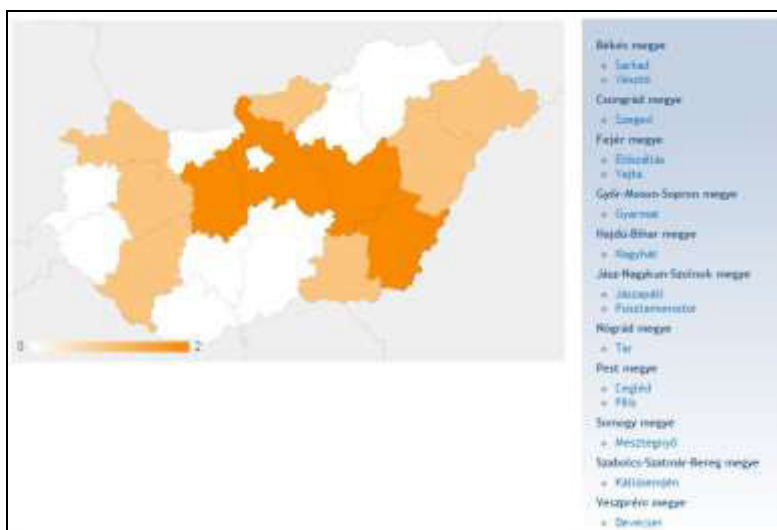 0
2
Békés megye
Sarkad
Vésztő
Csongrád megye
Szeged
Fejér megye
Előszállás
Vajta
Győr-Moson-Sopron megye
Gyarmat
Hajdú-Bihar megye
Nagyhát
Jász-Nagykun-Szolnok megye
Jászapáti
Pusztamonostor
Nógrád megye
Tar
Pest megye
Cegléd
Pilis
Somogy megye
Mesztegnyő
Szabolcs-Szatmár-Bereg megye
Kállósemjén
Veszprém megye
Devecser